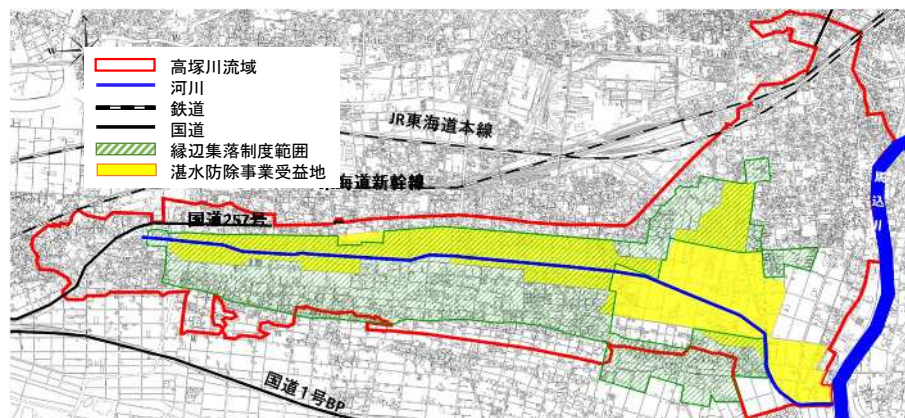 高塚川流域
河川
鉄道
国道
縁辺集落制度範囲
湛水防除事業受益地
JR東海道本線
海道新幹線
国道257号
国道1号BP
込
川